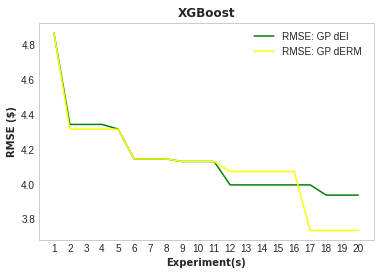 XGBoost
RMSE: GP dEI
RMSE: GP dERM
RMSE ($)
4.8
4.6
4.4
4.2
4.0
3.8
1 2 3 4 5 6 7 8 9 10 11 12 13 14 15 16 17 18 19 20
Experiment(s)